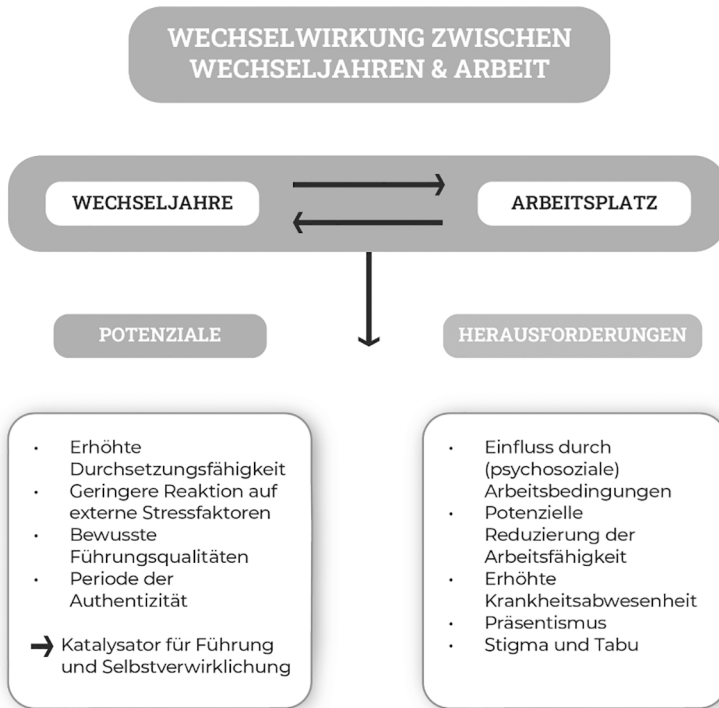 WECHSELWIRKUNG ZWISCHEN
WECHSELJAHREN & ARBEIT
WECHSELJAHRE
ARBEITSPLATZ
POTENZIALE
HERAUSFORDERUNGEN
· Erhöhte
Durchsetzungsfähigkeit
· Geringere Reaktion auf
externe Stressfaktoren
· Bewusste
Führungsqualitäten
· Periode der
Authentizität
→ Katalysator für Führung
und Selbstverwirklichung
· Einfluss durch
(psychosoziale)
Arbeitsbedingungen
· Potenzielle
Reduzierung der
Arbeitsfähigkeit
· Erhöhte
Krankheitsabwesenheit
· Präsentismus
· Stigma und Tabu